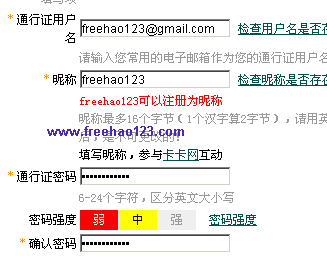 *通行证用户名 freehao123@gmail.com 检查用户名是否存
请输入您常用的电子邮箱作为您的通行证用户名
*昵称 freehao123 检查昵称是否存在
freehao123可以注册为昵称
昵称最多16个字节（1个汉字算2字节），请用英
www.freehao123.com
活，是不可更改的！
填写昵称，参与卡卡网互动
*通行证密码 ••••••••••••
6-24个字符，区分英文大小写
密码强度 弱 中 强 密码强度
*确认密码 ••••••••••••